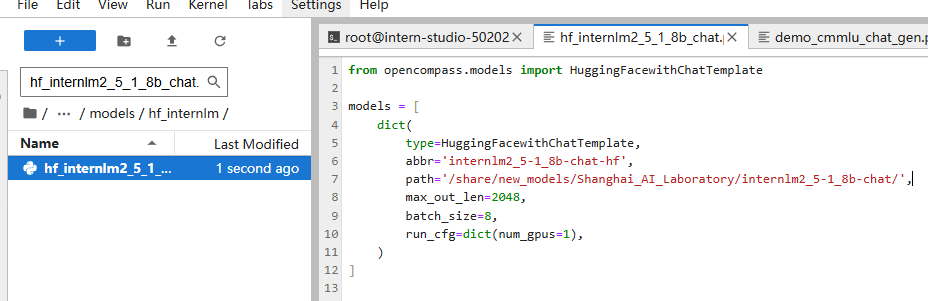 File Edit View Run Kernel Tabs Settings Help
+
hf_internlm2_5_1_8b_chat.
/ ··· / models / hf_internlm /
Name Last Modified
hf_internlm2_5_1_... 1 second ago
root@intern-studio-50202 × hf_internlm2_5_1_8b_chat. × demo_cmmlu_chat_gen.p
1 from opencompass.models import HuggingFacewithChatTemplate
2
3 models = [
4     dict(
5         type=HuggingFacewithChatTemplate,
6         abbr='internlm2_5-1_8b-chat-hf',
7         path='/share/new_models/Shanghai_AI_Laboratory/internlm2_5-1_8b-chat/',
8         max_out_len=2048,
9         batch_size=8,
10         run_cfg=dict(num_gpus=1),
11     )
12 ]
13